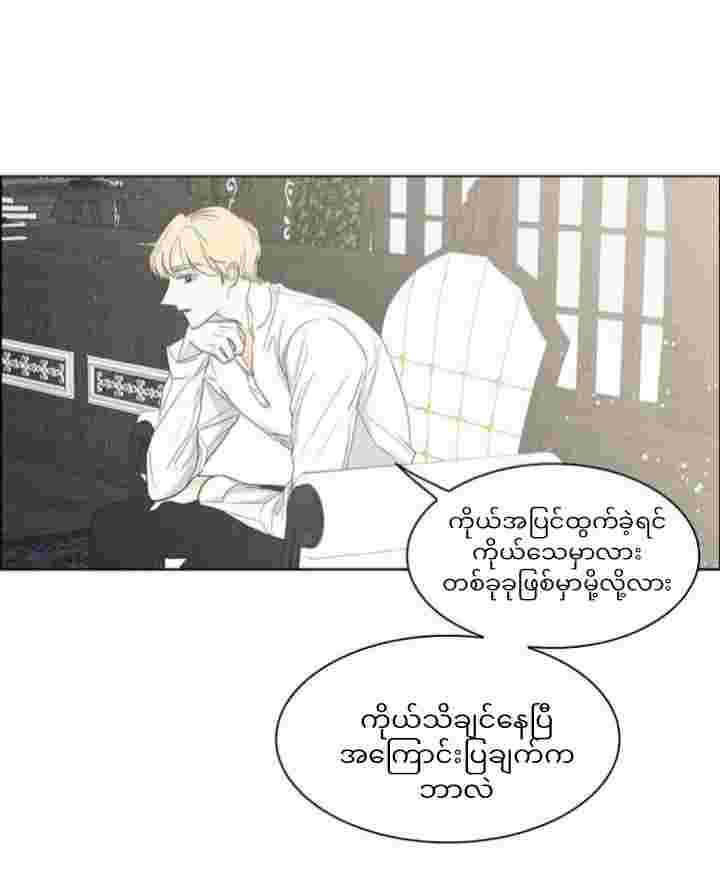 ကိုယ်အပြင်ထွက်ခဲ့ရင်
ကိုယ်သေမှာလား
တစ်ခုခုဖြစ်မှာမို့လို့လား
ကိုယ်သိချင်နေပြီ
အကြောင်းပြချက်က
ဘာလဲ